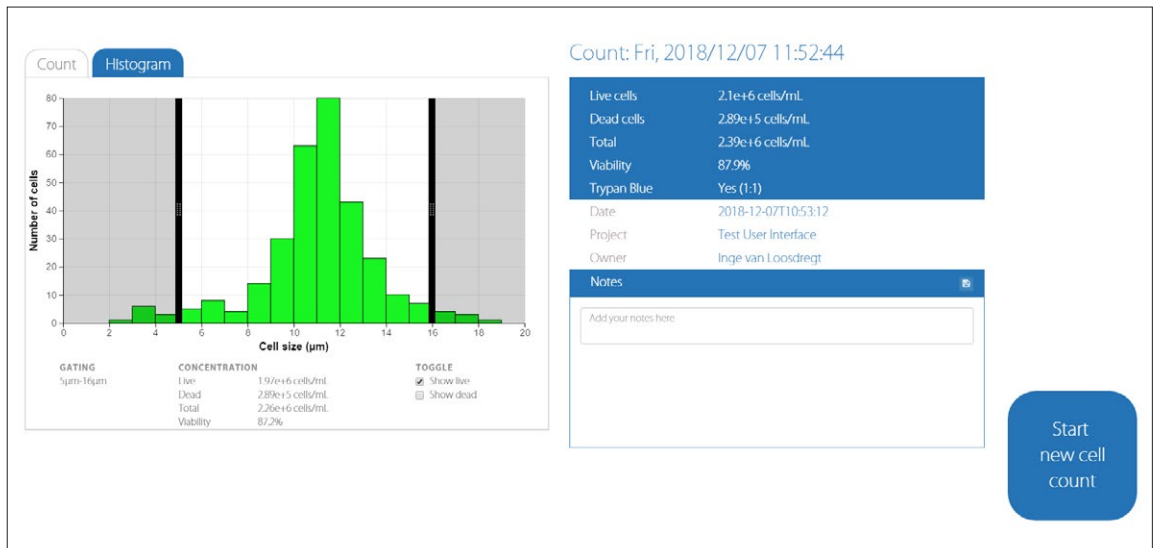 Count
Histogram
80
70
60
50
40
30
20
10
0
Number of cells
0 2 4 6 8 10 12 14 16 18 20
Cell size (µm)
GATING
5µm-16µm
CONCENTRATION
Live 1.97e+6 cells/mL
Dead 2.89e+5 cells/mL
Total 2.26e+6 cells/mL
Viability 87.2%
TOGGLE
Show live
Show dead
Count: Fri, 2018/12/07 11:52:44
Live cells 2.1e+6 cells/mL
Dead cells 2.89e+5 cells/mL
Total 2.39e+6 cells/mL
Viability 87.9%
Trypan Blue Yes (1:1)
Date 2018-12-07T10:53:12
Project Test User Interface
Owner Inge van Loosdregt
Notes
Add your notes here
Start
new cell
count